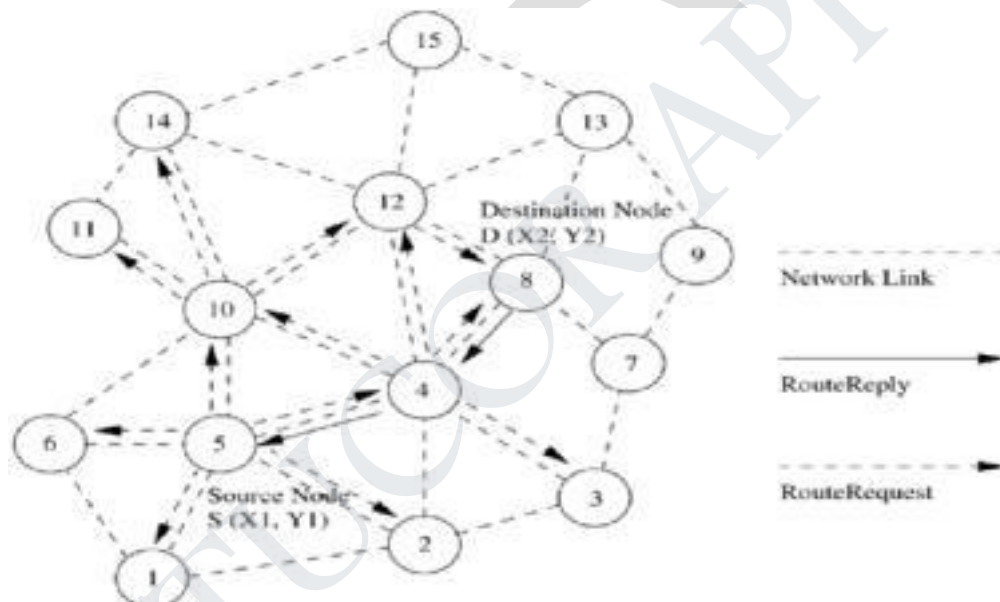 15
14
13
12
Destination Node
D (X2, Y2)
11
9
8
Network Link
10
7
RouteReply
4
6
5
RouteRequest
Source Node
S (X1, Y1)
3
2
1